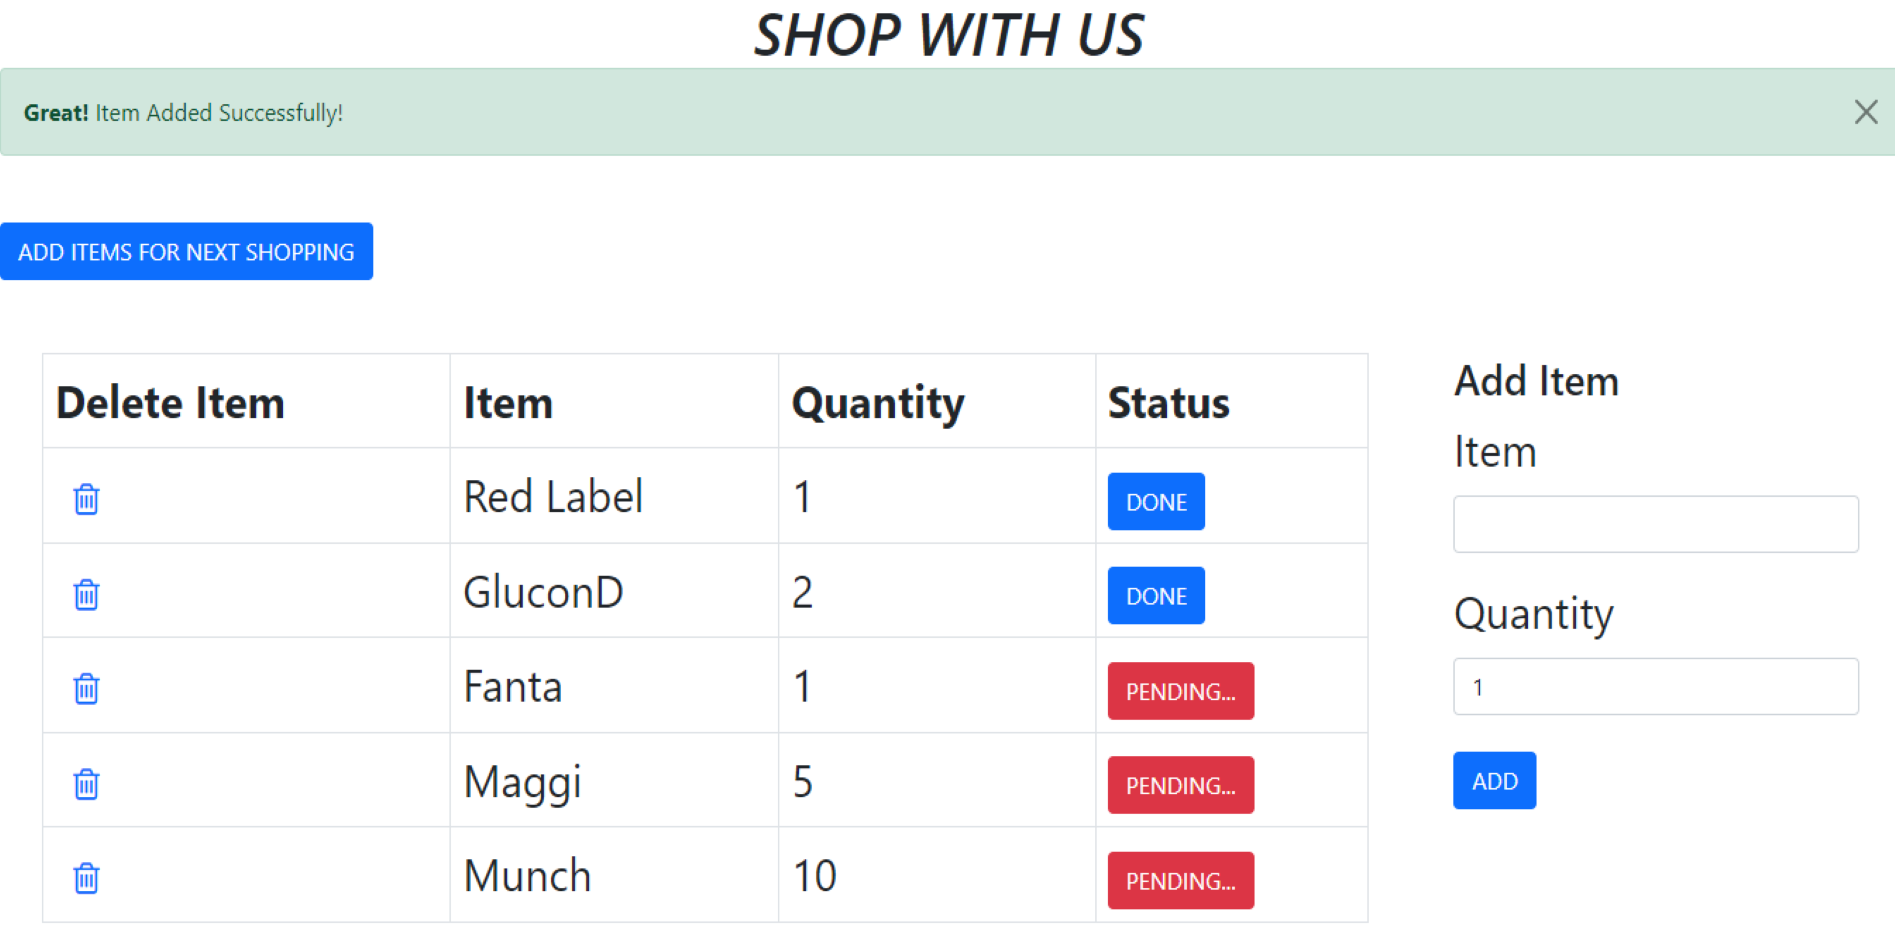 SHOP WITH US
Great! Item Added Successfully!
ADD ITEMS FOR NEXT SHOPPING
Delete Item Item Quantity Status
Red Label 1 DONE
GluconD 2 DONE
Fanta 1 PENDING...
Maggi 5 PENDING...
Munch 10 PENDING...
Add Item
Item
Quantity
1
ADD